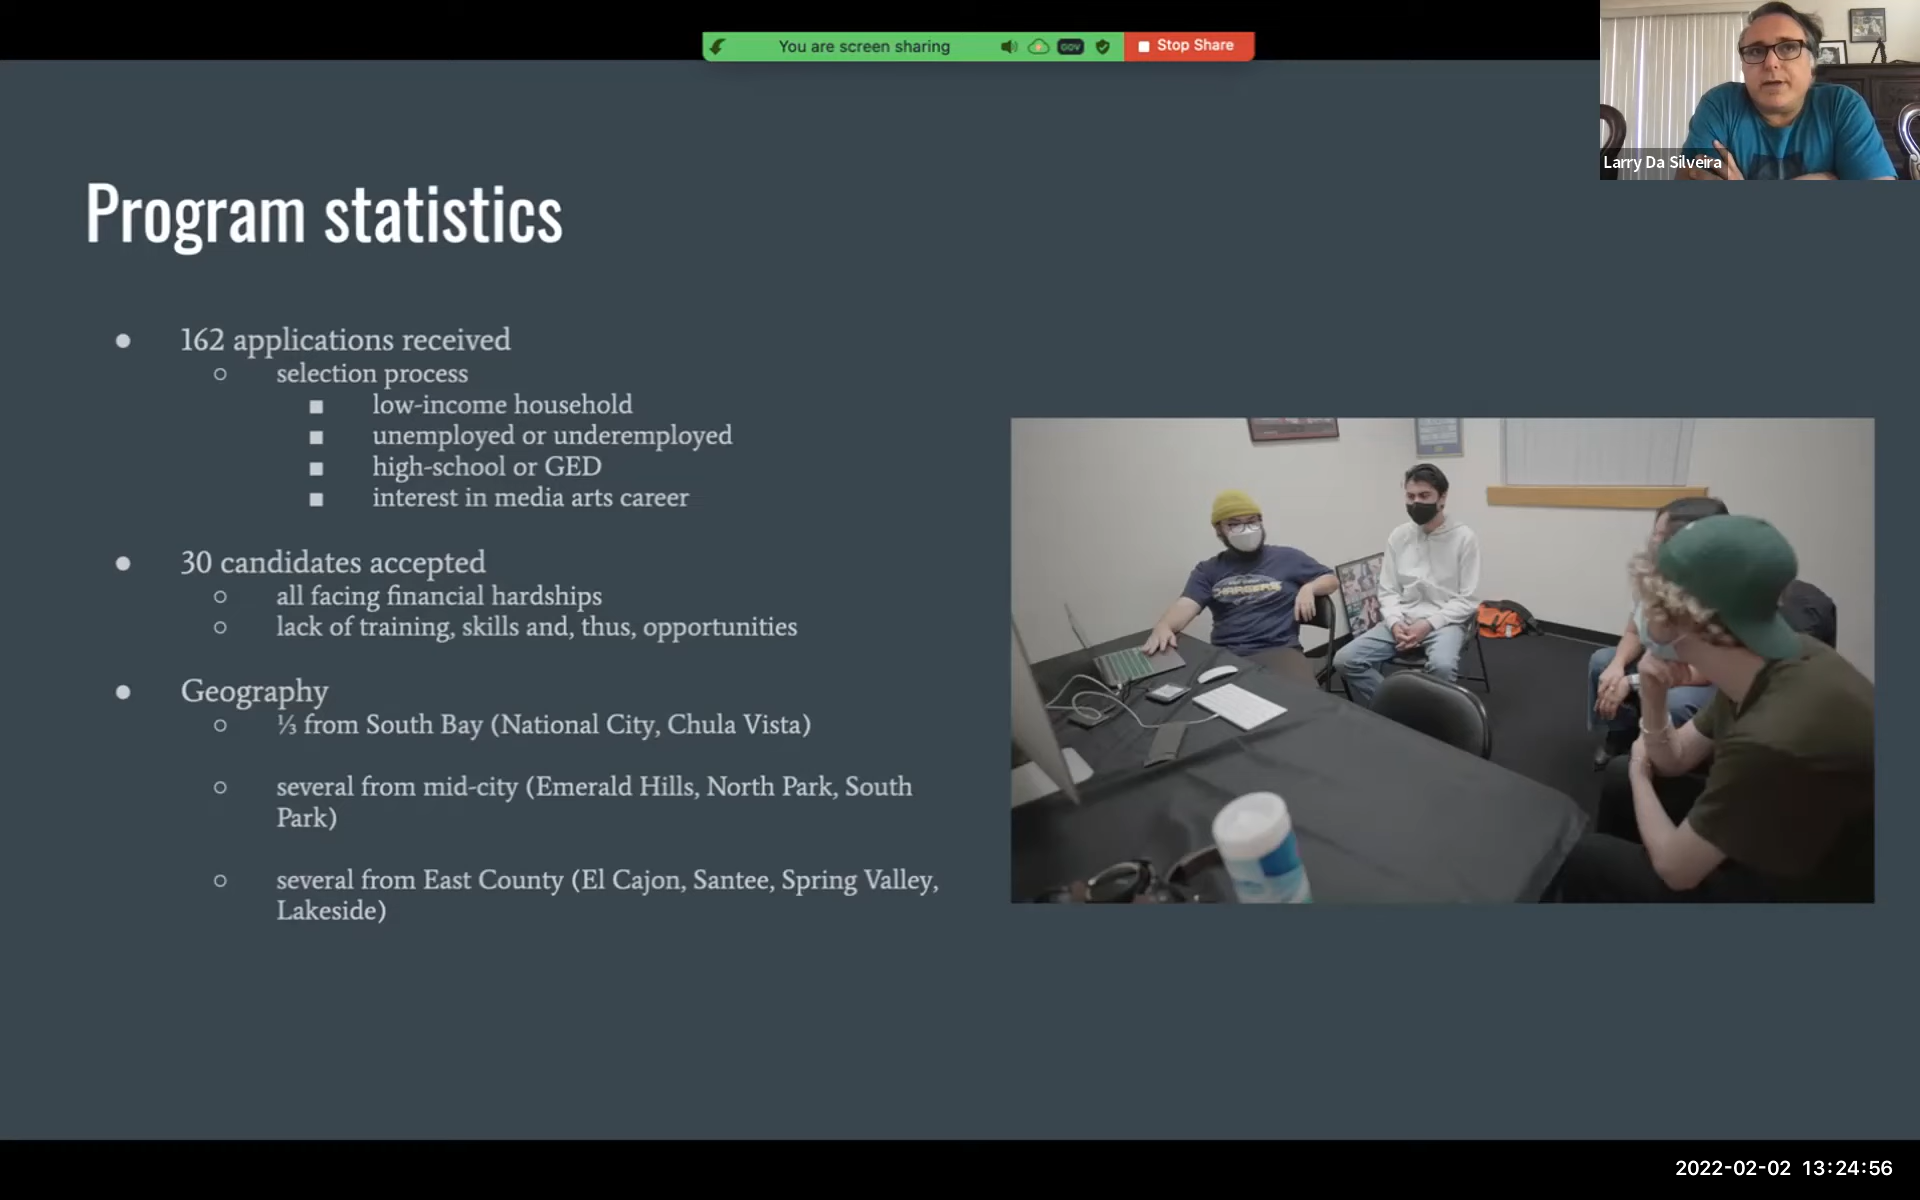 You are screen sharing
GOV
Stop Share
Larry Da Silveira
Program statistics
162 applications received
selection process
low-income household
unemployed or underemployed
high-school or GED
interest in media arts career
30 candidates accepted
all facing financial hardships
lack of training, skills and, thus, opportunities
Geography
⅓ from South Bay (National City, Chula Vista)
several from mid-city (Emerald Hills, North Park, South
Park)
several from East County (El Cajon, Santee, Spring Valley,
Lakeside)
CHARGERS
2022-02-02 13:24:56